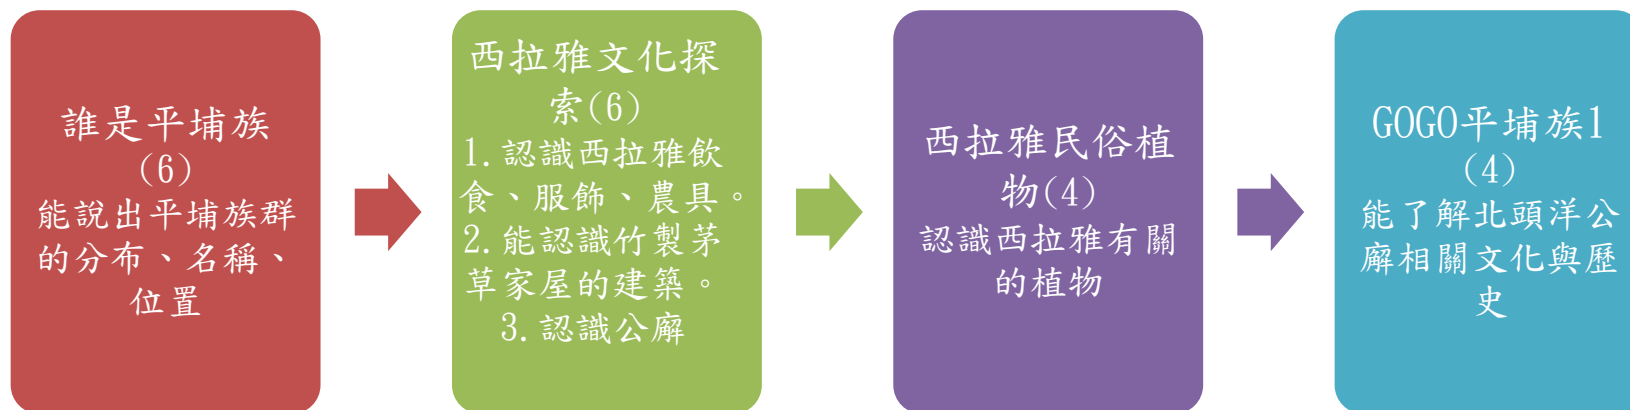 誰是平埔族
(6)
能說出平埔族群
的分布、名稱、
位置
西拉雅文化探
索(6)
1.認識西拉雅飲
食、服飾、農具。
2.能認識竹製茅
草家屋的建築。
3.認識公廨
西拉雅民俗植
物(4)
認識西拉雅有關
的植物
GOGO平埔族1
(4)
能了解北頭洋公
廨相關文化與歷
史